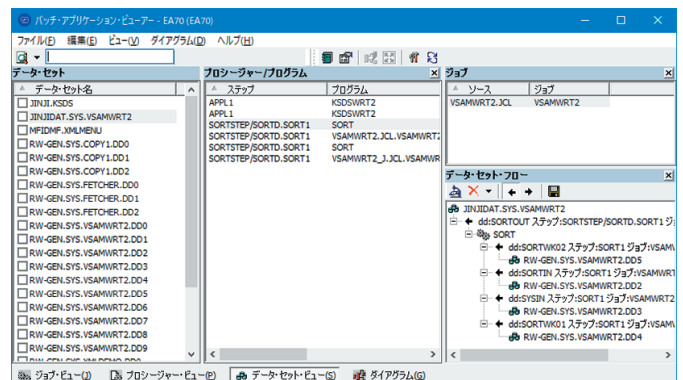 バッチ・アプリケーション・ビューアー - EA70 (EA70)
ファイル(F) 編集(E) ビュー(V) ダイアグラム(D) ヘルプ(H)
データ・セット
データ・セット名
JINJI.KSDS
JINJIDAT.SYS.VSAMWRT2
MFIDMF.XMLMENU
RW-GEN.SYS.COPY1.DD0
RW-GEN.SYS.COPY1.DD1
RW-GEN.SYS.COPY1.DD2
RW-GEN.SYS.FETCHER.DD0
RW-GEN.SYS.FETCHER.DD1
RW-GEN.SYS.FETCHER.DD2
RW-GEN.SYS.VSAMWRT2.DD0
RW-GEN.SYS.VSAMWRT2.DD1
RW-GEN.SYS.VSAMWRT2.DD2
RW-GEN.SYS.VSAMWRT2.DD3
RW-GEN.SYS.VSAMWRT2.DD4
RW-GEN.SYS.VSAMWRT2.DD5
RW-GEN.SYS.VSAMWRT2.DD6
RW-GEN.SYS.VSAMWRT2.DD7
RW-GEN.SYS.VSAMWRT2.DD8
RW-GEN.SYS.VSAMWRT2.DD9
プロシージャー/プログラム
ステップ プログラム
APPL1 KSDSWRT2
APPL1 KSDSWRT2
SORTSTEP/SORTD.SORT1 SORT
SORTSTEP/SORTD.SORT1 VSAMWRT2.JCL.VSAMWRT2
SORTSTEP/SORTD.SORT1 SORT
SORTSTEP/SORTD.SORT1 VSAMWRT2_J.JCL.VSAMWR
ジョブ
ソース ジョブ
VSAMWRT2.JCL VSAMWRT2
データ・セット・フロー
JINJIDAT.SYS.VSAMWRT2
dd:SORTOUT ステップ:SORTSTEP/SORTD.SORT1 ジ
SORT
dd:SORTWK02 ステップ:SORT1 ジョブ:VSAM
RW-GEN.SYS.VSAMWRT2.DD5
dd:SORTIN ステップ:SORT1 ジョブ:VSAMWRT
RW-GEN.SYS.VSAMWRT2.DD2
dd:SYSIN ステップ:SORT1 ジョブ:VSAMWRT2
RW-GEN.SYS.VSAMWRT2.DD3
dd:SORTWK01 ステップ:SORT1 ジョブ:VSAM
RW-GEN.SYS.VSAMWRT2.DD4
ジョブ・ビュー(J) プロシージャー・ビュー(P) データ・セット・ビュー(S) ダイアグラム(G)